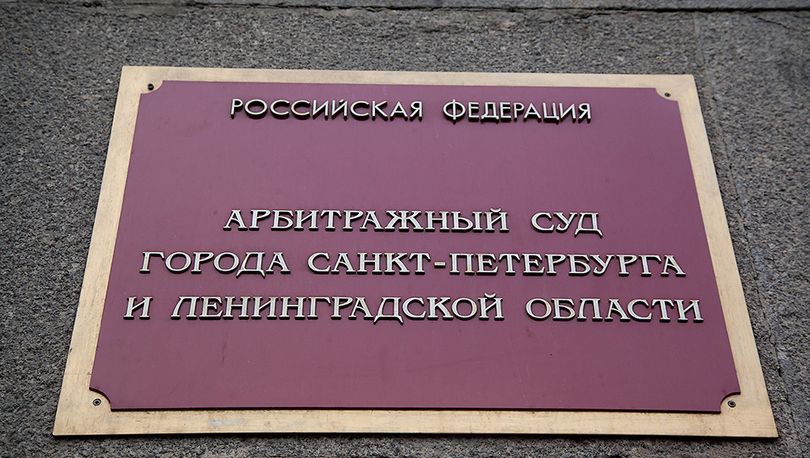 РОССИЙСКАЯ ФЕДЕРАЦИЯ
АРБИТРАЖНЫЙ СУД
ГОРОДА САНКТ-ПЕТЕРБУРГА
И ЛЕНИНГРАДСКОЙ ОБЛАСТИ